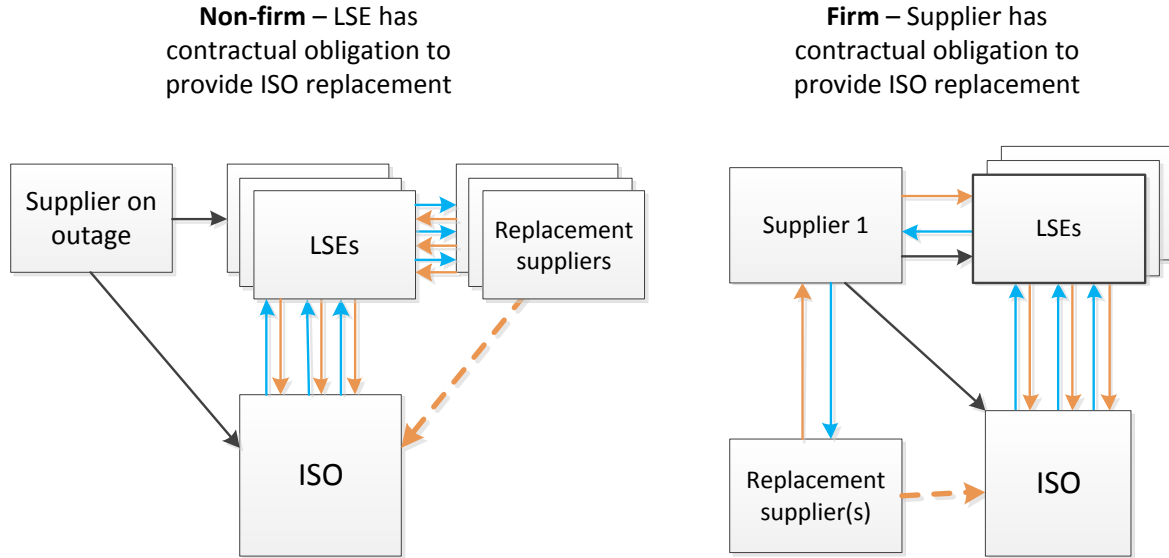 Non-firm – LSE has
contractual obligation to
provide ISO replacement
Supplier on
outage
LSEs
Replacement
suppliers
ISO
Firm – Supplier has
contractual obligation to
provide ISO replacement
Supplier 1
LSEs
Replacement
supplier(s)
ISO